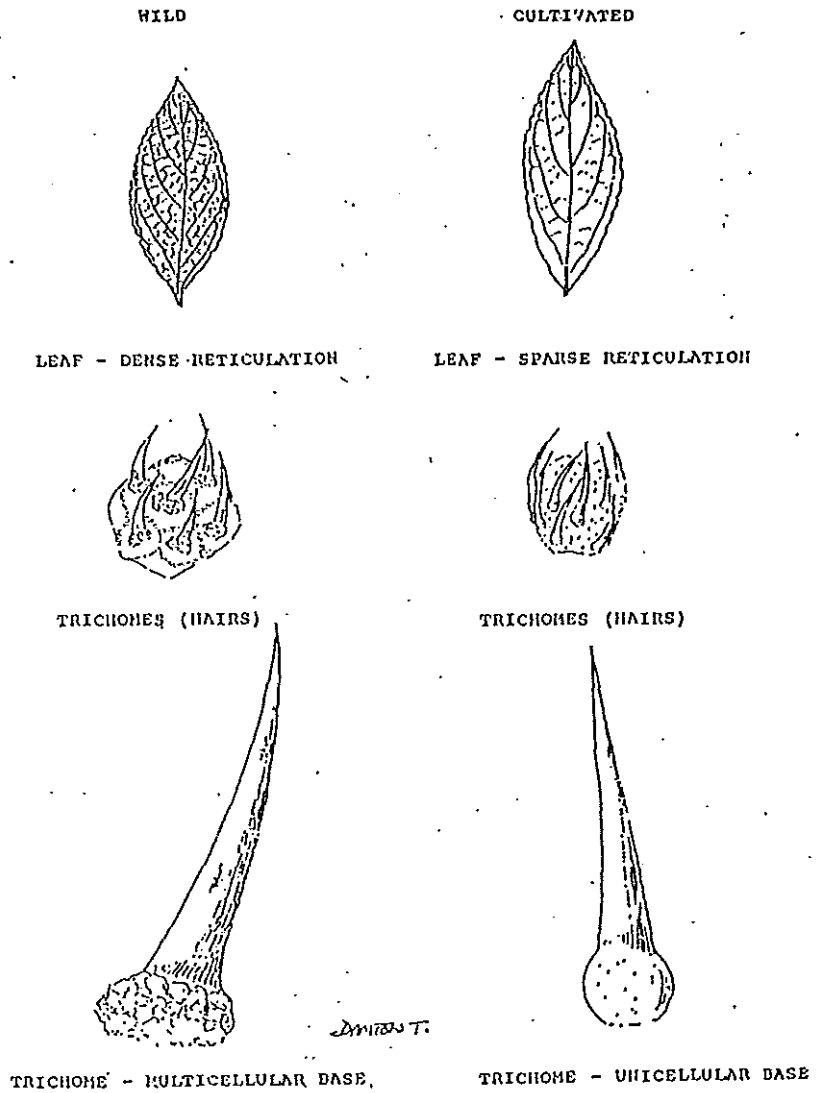 WILD
CULTIVATED
LEAF - DENSE RETICULATION
LEAF - SPARSE RETICULATION
TRICHOMES (HAIRS)
TRICHOMES (HAIRS)
TRICHOME - MULTICELLULAR BASE,
TRICHOME - UNICELLULAR BASE